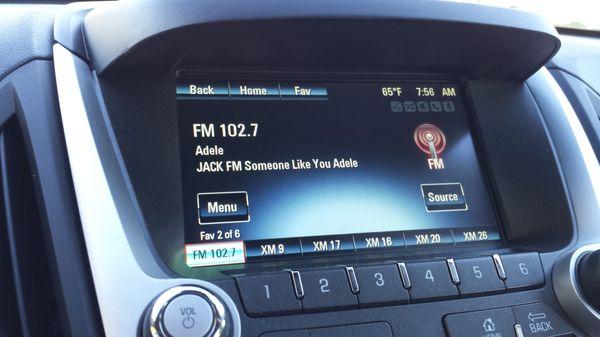 Back Home Fav 65°F 7:56 AM
FM 102.7
Adele
JACK FM Someone Like You Adele
FM
Menu Source
Fav 2 of 6
FM 102.7 XM 9 XM 17 XM 16 XM 20 XM 26
1 2 3 4 5 6
VOL
HOME BACK